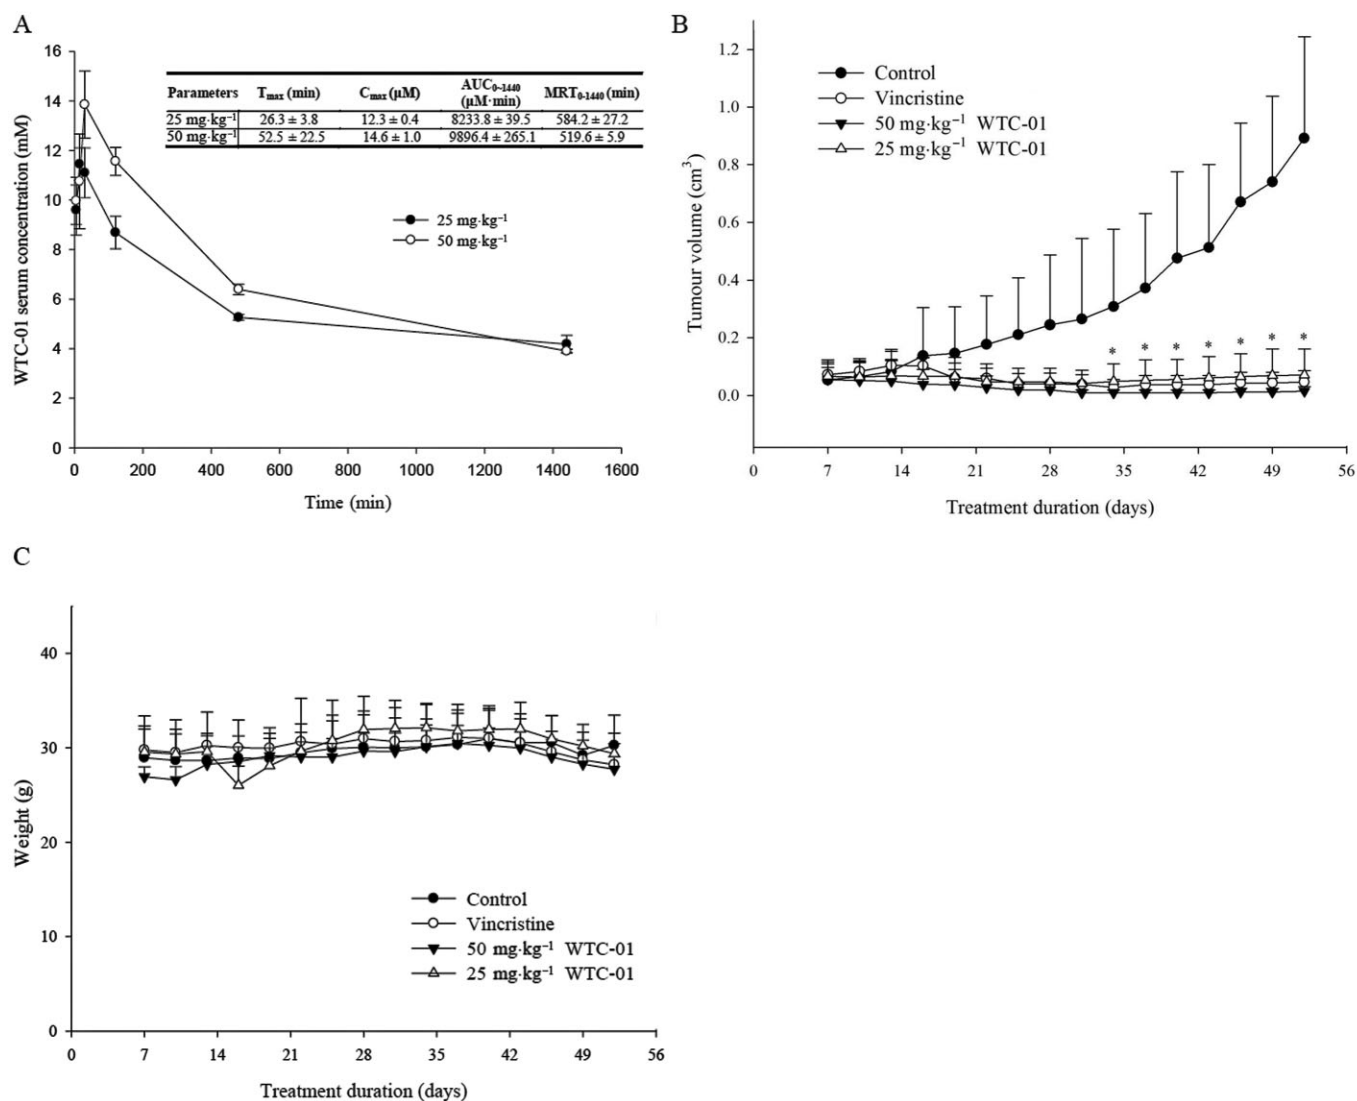 A
WTC-01 serum concentration (mM)
16
14
12
10
8
6
4
2
0
Parameters Tmax (min) Cmax (μM) AUC0~1440 (μM·min) MRT0-1440 (min)
25 mg·kg⁻¹ 26.3 ± 3.8 12.3 ± 0.4 8233.8 ± 39.5 584.2 ± 27.2
50 mg·kg⁻¹ 52.5 ± 22.5 14.6 ± 1.0 9896.4 ± 265.1 519.6 ± 5.9
25 mg·kg⁻¹
50 mg·kg⁻¹
0 200 400 600 800 1000 1200 1400 1600
Time (min)
B
Tumour volume (cm³)
1.2
1.0
0.8
0.6
0.4
0.2
0.0
Control
Vincristine
50 mg·kg⁻¹ WTC-01
25 mg·kg⁻¹ WTC-01
* * * * * * *
0 7 14 21 28 35 42 49 56
Treatment duration (days)
C
Weight (g)
40
30
20
10
0
Control
Vincristine
50 mg·kg⁻¹ WTC-01
25 mg·kg⁻¹ WTC-01
0 7 14 21 28 35 42 49 56
Treatment duration (days)